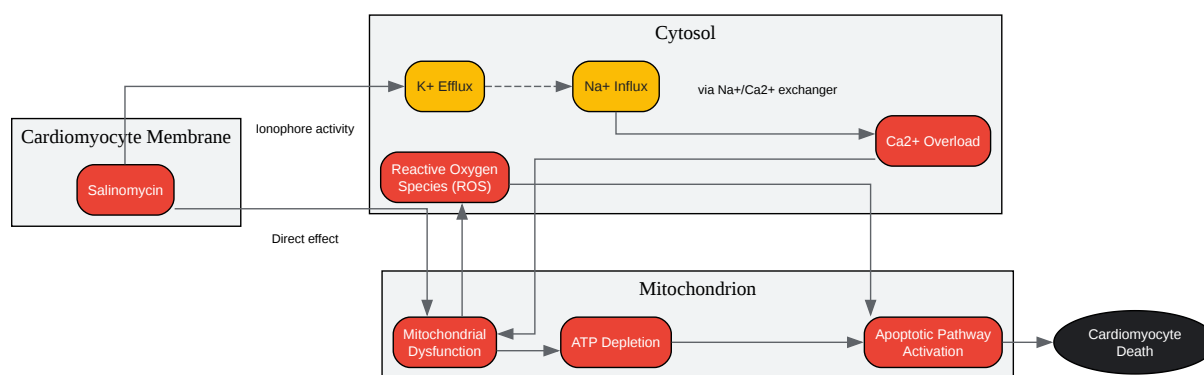 Cytosol
K+ Efflux
Na+ Influx
via Na+/Ca2+ exchanger
Ionophore activity
Cardiomyocyte Membrane
Ca2+ Overload
Reactive Oxygen
Species (ROS)
Salinomycin
Direct effect
Mitochondrion
Mitochondrial
Dysfunction
ATP Depletion
Apoptotic Pathway
Activation
Cardiomyocyte
Death